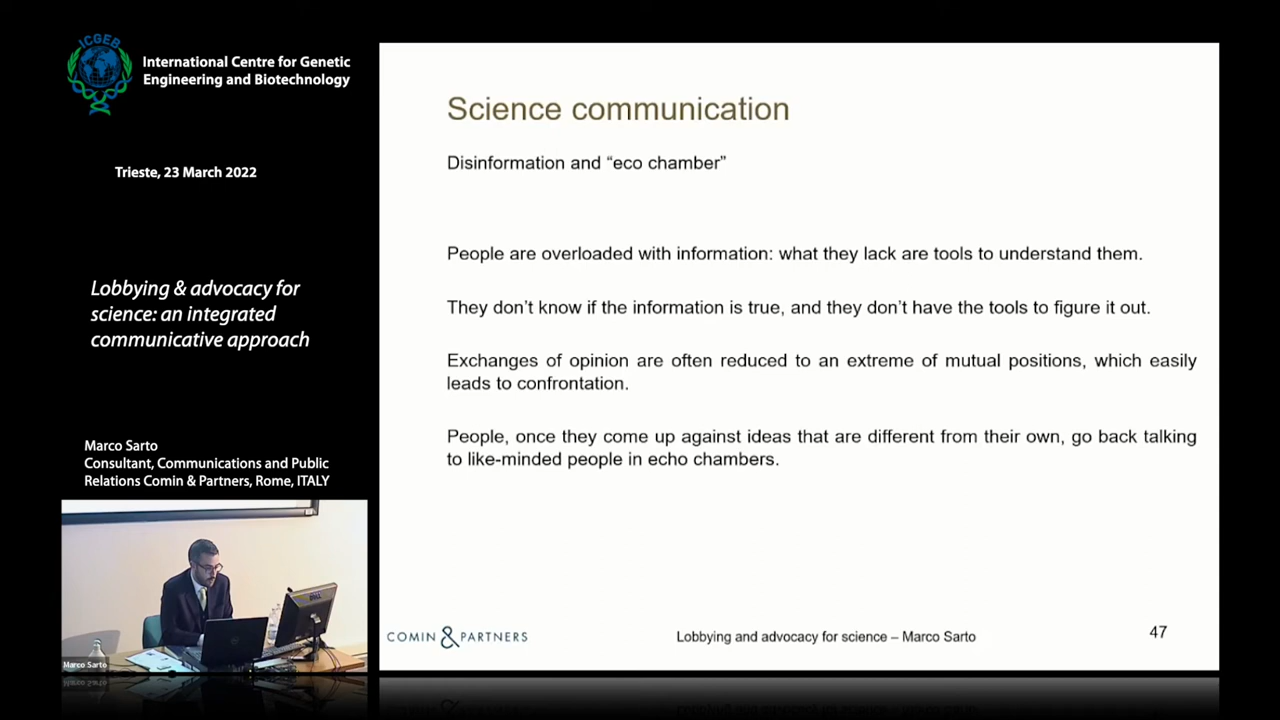 ICGEB
International Centre for Genetic
Engineering and Biotechnology
Trieste, 23 March 2022
Lobbying & advocacy for
science: an integrated
communicative approach
Marco Sarto
Consultant, Communications and Public
Relations Comin & Partners, Rome, ITALY
Marco Sarto
Science communication
Disinformation and “eco chamber”
People are overloaded with information: what they lack are tools to understand them.
They don’t know if the information is true, and they don’t have the tools to figure it out.
Exchanges of opinion are often reduced to an extreme of mutual positions, which easily
leads to confrontation.
People, once they come up against ideas that are different from their own, go back talking
to like-minded people in echo chambers.
COMIN & PARTNERS
Lobbying and advocacy for science – Marco Sarto
47